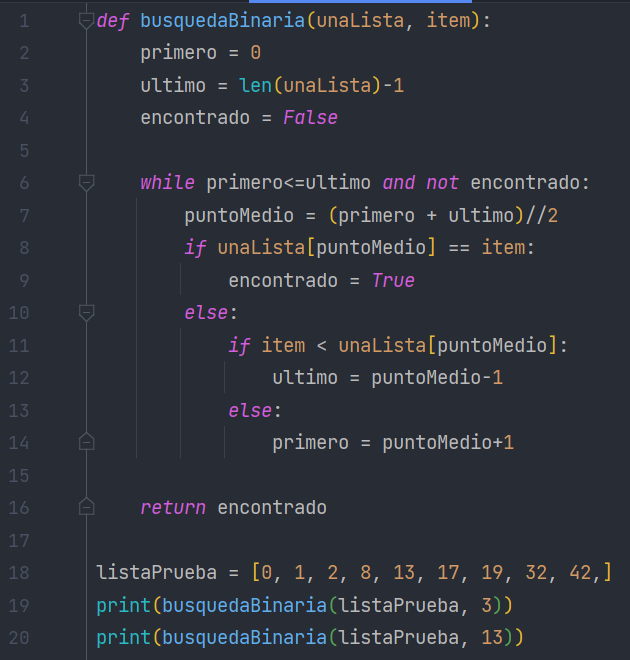 1 def busquedaBinaria(unaLista, item):
2     primero = 0
3     ultimo = len(unaLista)-1
4     encontrado = False
5
6     while primero<=ultimo and not encontrado:
7         puntoMedio = (primero + ultimo)//2
8         if unaLista[puntoMedio] == item:
9             encontrado = True
10         else:
11             if item < unaLista[puntoMedio]:
12                 ultimo = puntoMedio-1
13             else:
14                 primero = puntoMedio+1
15
16     return encontrado
17
18 listaPrueba = [0, 1, 2, 8, 13, 17, 19, 32, 42,]
19 print(busquedaBinaria(listaPrueba, 3))
20 print(busquedaBinaria(listaPrueba, 13))